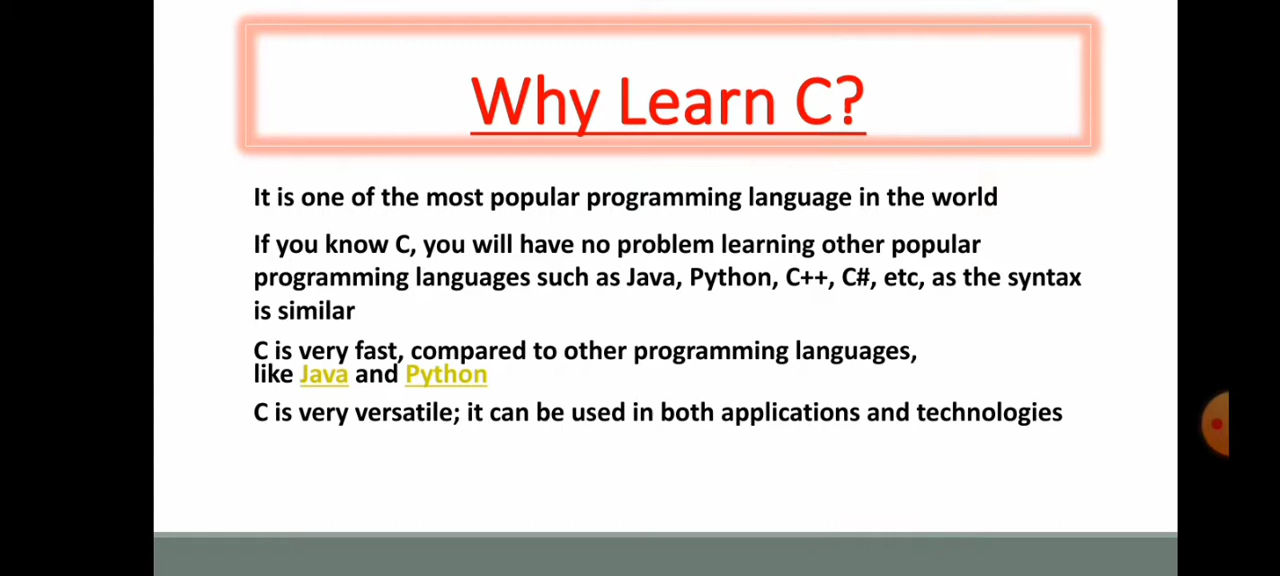 Why Learn C?
It is one of the most popular programming language in the world
If you know C, you will have no problem learning other popular
programming languages such as Java, Python, C++, C#, etc, as the syntax
is similar
C is very fast, compared to other programming languages,
like Java and Python
C is very versatile; it can be used in both applications and technologies